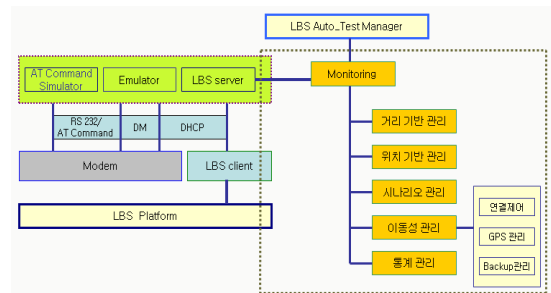 LBS Auto_Test Manager
AT Command
Simulator
Emulator
LBS server
Monitoring
RS 232/
AT Command
DM
DHCP
Modem
LBS client
LBS Platform
거리 기반 관리
위치 기반 관리
시나리오 관리
이동성 관리
통계 관리
연결제어
GPS 관리
Backup관리